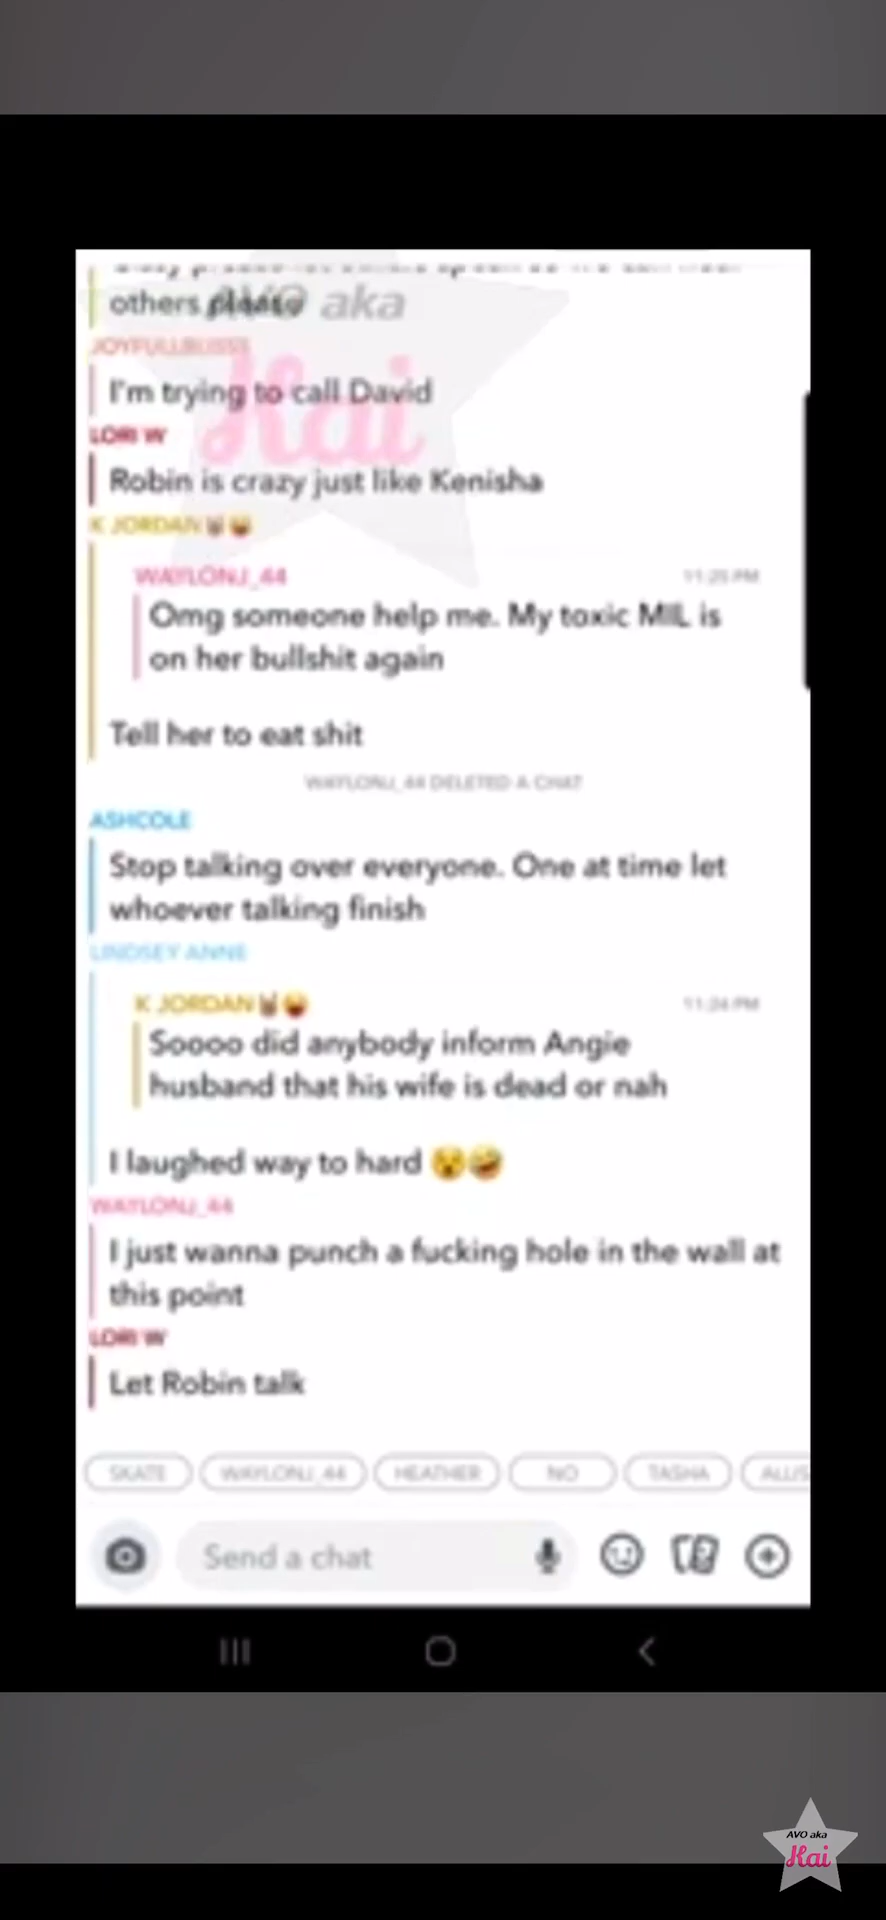 others please
AVO aka
Kai
JOYFULLBLISSS
I'm trying to call David
LORI W
Robin is crazy just like Kenisha
K JORDAN
WAYLONJ_44 11:25 PM
Omg someone help me. My toxic MIL is
on her bullshit again
Tell her to eat shit
WAYLONJ_44 DELETED A CHAT
ASHCOLE
Stop talking over everyone. One at time let
whoever talking finish
LINDSEY ANNE
K JORDAN 11:24 PM
Soooo did anybody inform Angie
husband that his wife is dead or nah
I laughed way to hard 😵🤣
WAYLONJ_44
I just wanna punch a fucking hole in the wall at
this point
LORI W
Let Robin talk
SKATE WAYLONJ_44 HEATHER NO TASHA
Send a chat
AVO aka
Kai